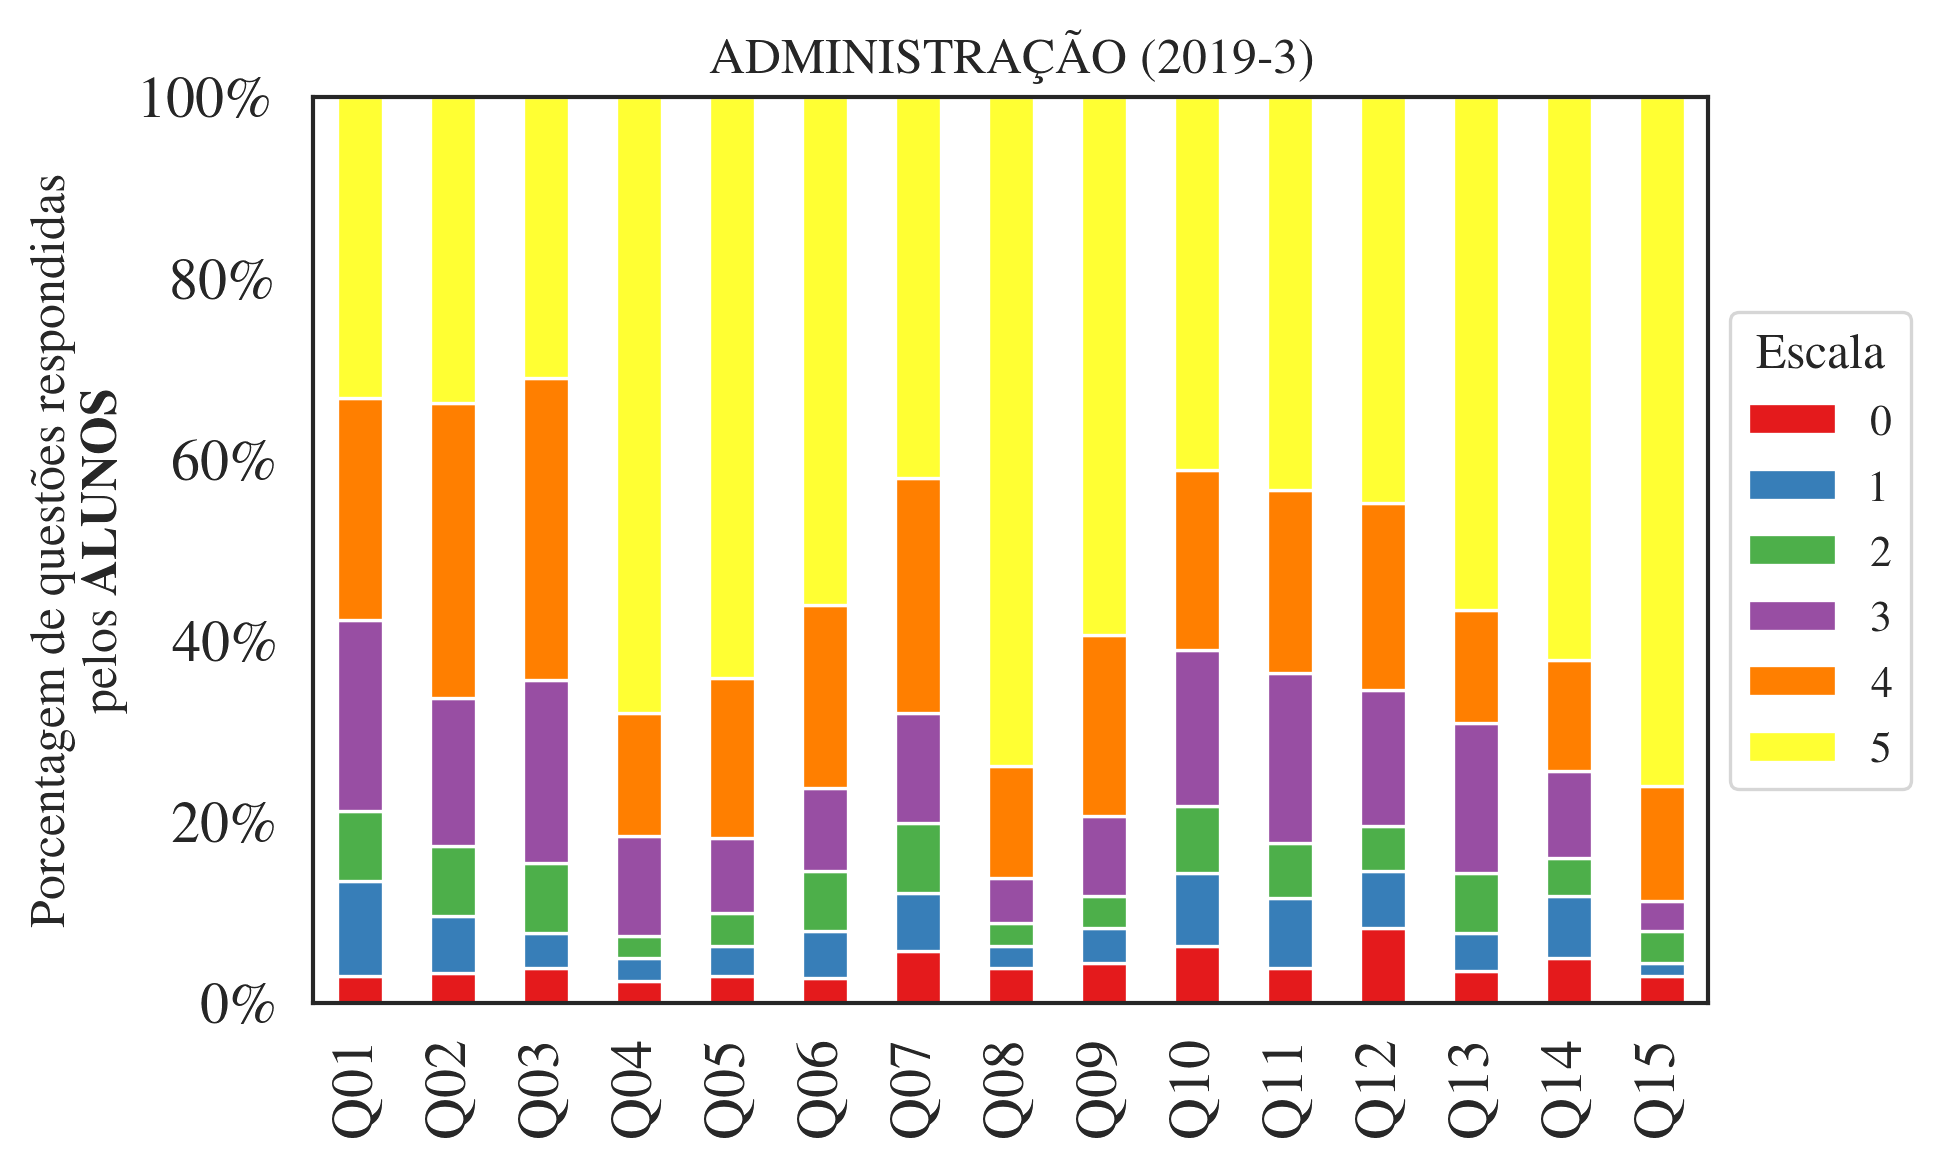 ADMINISTRAÇÃO (2019-3)
Porcentagem de questões respondidas
pelos ALUNOS
100%
80%
60%
40%
20%
0%
Q01
Q02
Q03
Q04
Q05
Q06
Q07
Q08
Q09
Q10
Q11
Q12
Q13
Q14
Q15
Escala
0
1
2
3
4
5